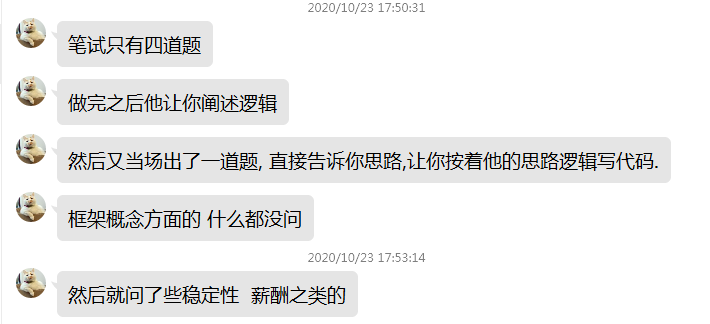 2020/10/23 17:50:31
笔试只有四道题
做完之后他让你阐述逻辑
然后又当场出了一道题, 直接告诉你思路,让你按着他的思路逻辑写代码.
框架概念方面的 什么都没问
2020/10/23 17:53:14
然后就问了些稳定性  薪酬之类的